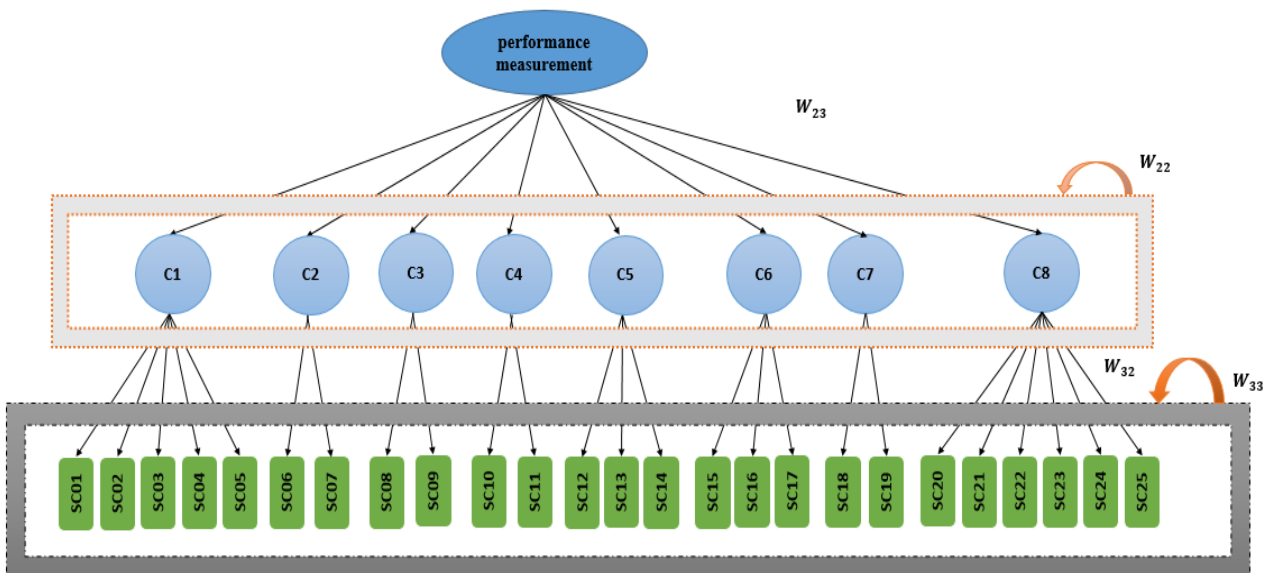 performance
measurement
W₂₃
W₂₂
C1 C2 C3 C4 C5 C6 C7 C8
W₃₂
W₃₃
SC01 SC02 SC03 SC04 SC05 SC06 SC07 SC08 SC09 SC10 SC11 SC12 SC13 SC14 SC15 SC16 SC17 SC18 SC19 SC20 SC21 SC22 SC23 SC24 SC25